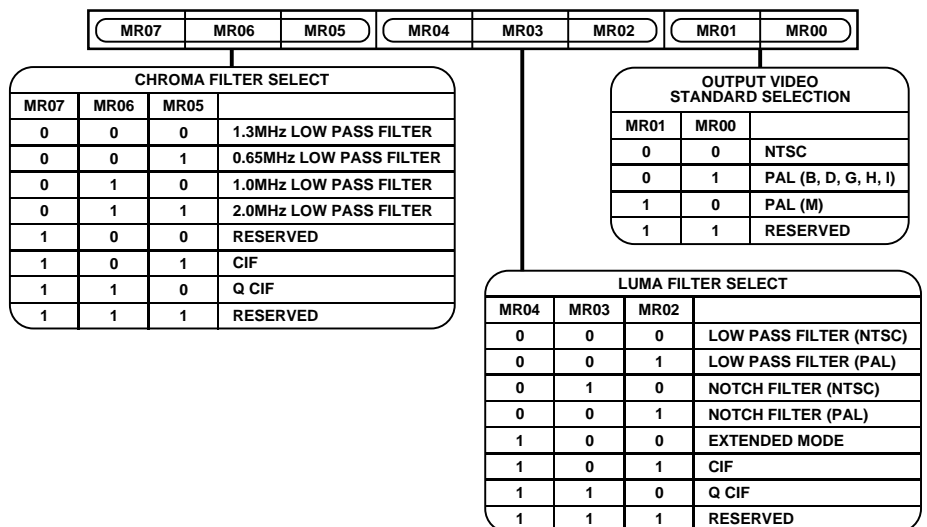 MR07 MR06 MR05 MR04 MR03 MR02 MR01 MR00
CHROMA FILTER SELECT
MR07 MR06 MR05
0 0 0 1.3MHz LOW PASS FILTER
0 0 1 0.65MHz LOW PASS FILTER
0 1 0 1.0MHz LOW PASS FILTER
0 1 1 2.0MHz LOW PASS FILTER
1 0 0 RESERVED
1 0 1 CIF
1 1 0 Q CIF
1 1 1 RESERVED
OUTPUT VIDEO
STANDARD SELECTION
MR01 MR00
0 0 NTSC
0 1 PAL (B, D, G, H, I)
1 0 PAL (M)
1 1 RESERVED
LUMA FILTER SELECT
MR04 MR03 MR02
0 0 0 LOW PASS FILTER (NTSC)
0 0 1 LOW PASS FILTER (PAL)
0 1 0 NOTCH FILTER (NTSC)
0 0 1 NOTCH FILTER (PAL)
1 0 0 EXTENDED MODE
1 0 1 CIF
1 1 0 Q CIF
1 1 1 RESERVED